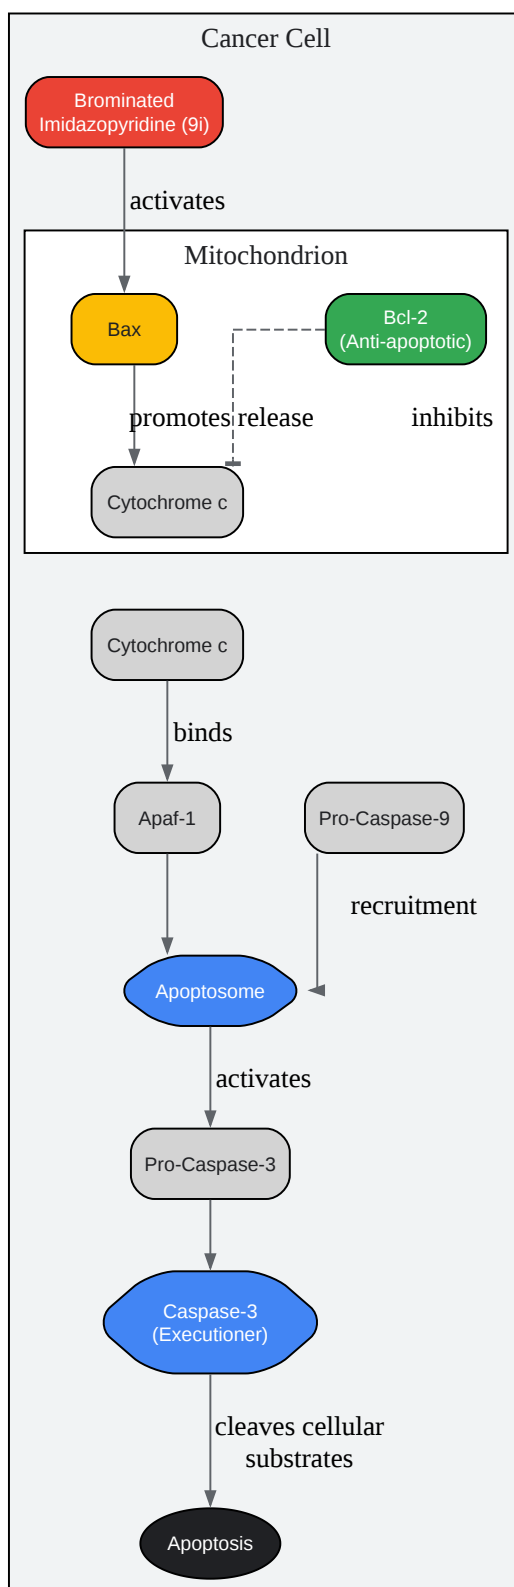 Cancer Cell
Brominated
Imidazopyridine (9i)
activates
Mitochondrion
Bax
Bcl-2
(Anti-apoptotic)
promotes release
inhibits
Cytochrome c
Cytochrome c
binds
Apaf-1
Pro-Caspase-9
recruitment
Apoptosome
activates
Pro-Caspase-3
Caspase-3
(Executioner)
cleaves cellular
substrates
Apoptosis